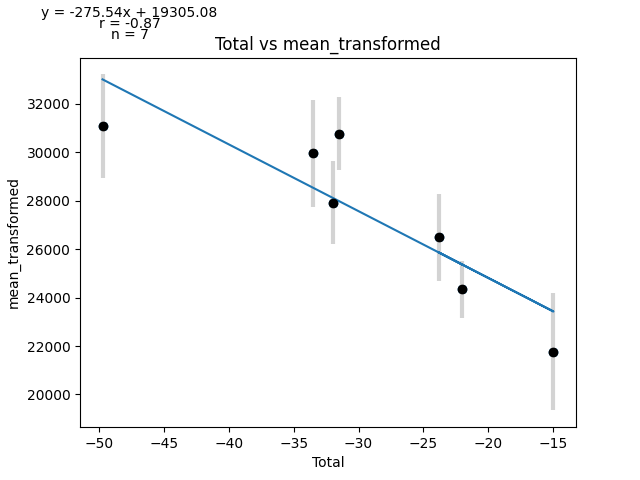 y = -275.54x + 19305.08
r = -0.87
n = 7
Total vs mean_transformed
mean_transformed
32000
30000
28000
26000
24000
22000
20000
−50
−45
−40
−35
−30
−25
−20
−15
Total